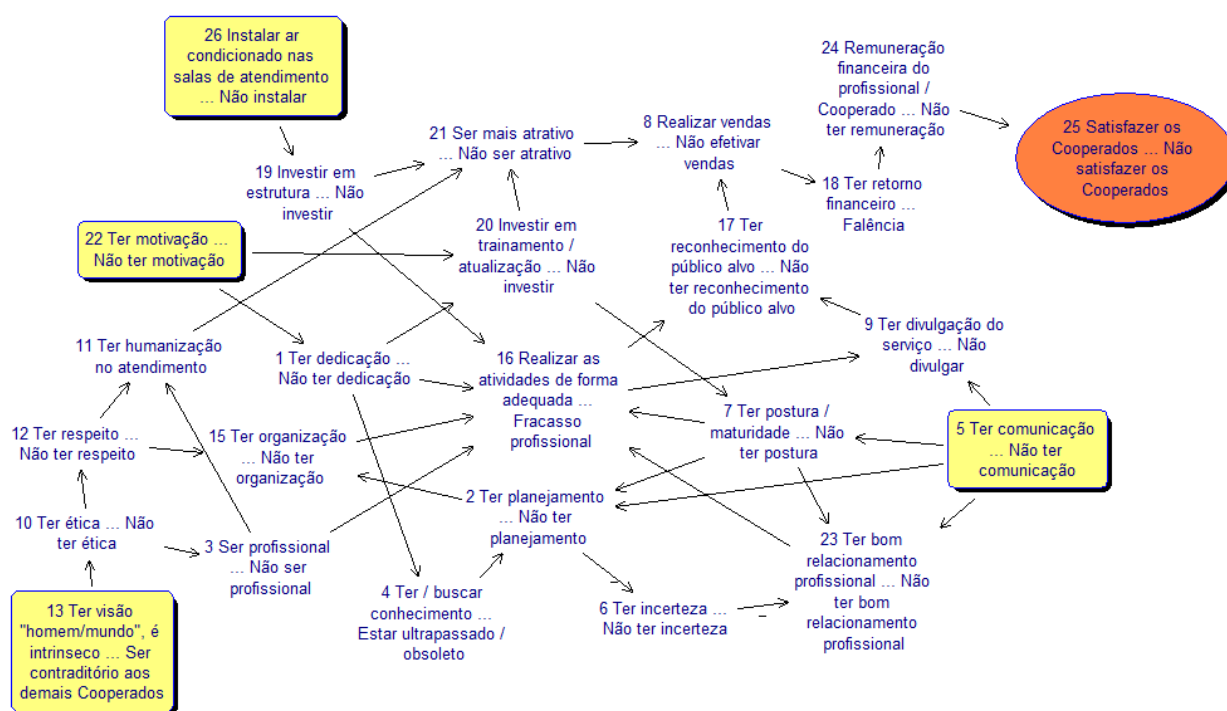 26 Instalar ar
condicionado nas
salas de atendimento
... Não instalar
24 Remuneração
financeira do
profissional /
Cooperado ... Não
ter remuneração
21 Ser mais atrativo
... Não ser atrativo
8 Realizar vendas
... Não efetivar
vendas
25 Satisfazer os
Cooperados ... Não
satisfazer os
Cooperados
19 Investir em
estrutura ... Não
investir
18 Ter retorno
financeiro ...
Falência
22 Ter motivação ...
Não ter motivação
20 Investir em
trainamento /
atualização ... Não
investir
17 Ter
reconhecimento do
público alvo ... Não
ter reconhecimento
do público alvo
11 Ter humanização
no atendimento
1 Ter dedicação ...
Não ter dedicação
16 Realizar as
atividades de forma
adequada ...
Fracasso
profissional
9 Ter divulgação do
serviço ... Não
divulgar
12 Ter respeito ...
Não ter respeito
15 Ter organização
... Não ter
organização
7 Ter postura /
maturidade ... Não
ter postura
5 Ter comunicação
... Não ter
comunicação
10 Ter ética ... Não
ter ética
3 Ser profissional
... Não ser
profissional
2 Ter planejamento
... Não ter
planejamento
23 Ter bom
relacionamento
profissional ... Não
ter bom
relacionamento
profissional
13 Ter visão
"homem/mundo", é
intrinseco ... Ser
contraditório aos
demais Cooperados
4 Ter / buscar
conhecimento ...
Estar ultrapassado /
obsoleto
6 Ter incerteza ...
Não ter incerteza